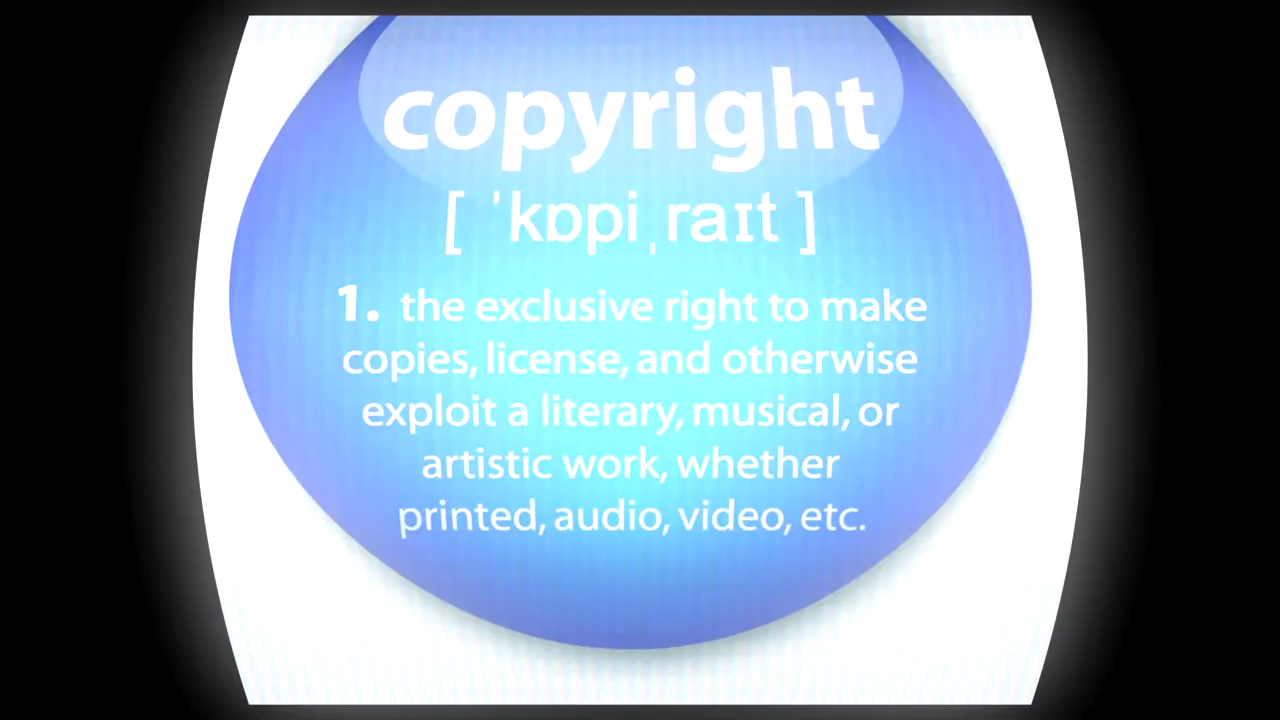 copyright
[ ˈkɒpiˌraɪt ]
1. the exclusive right to make
copies, license, and otherwise
exploit a literary, musical, or
artistic work, whether
printed, audio, video, etc.